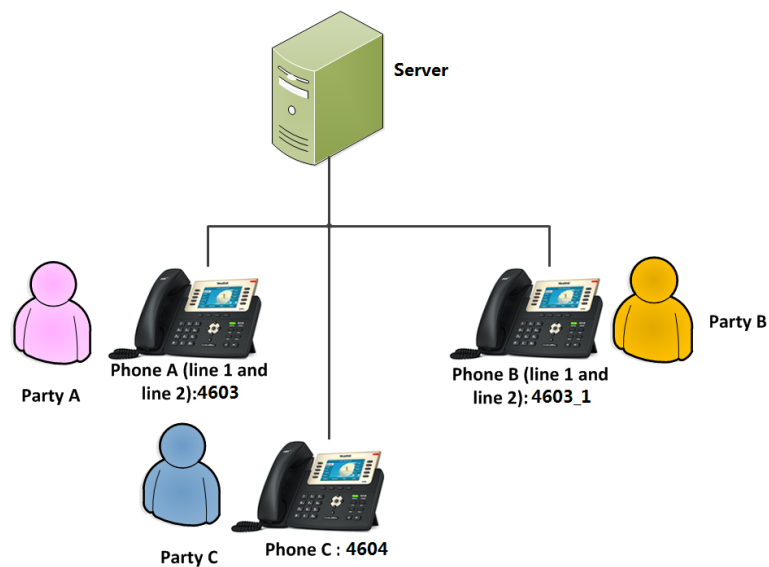 Server
Party B
Phone A (line 1 and
line 2):4603
Phone B (line 1 and
line 2): 4603_1
Party A
Phone C : 4604
Party C